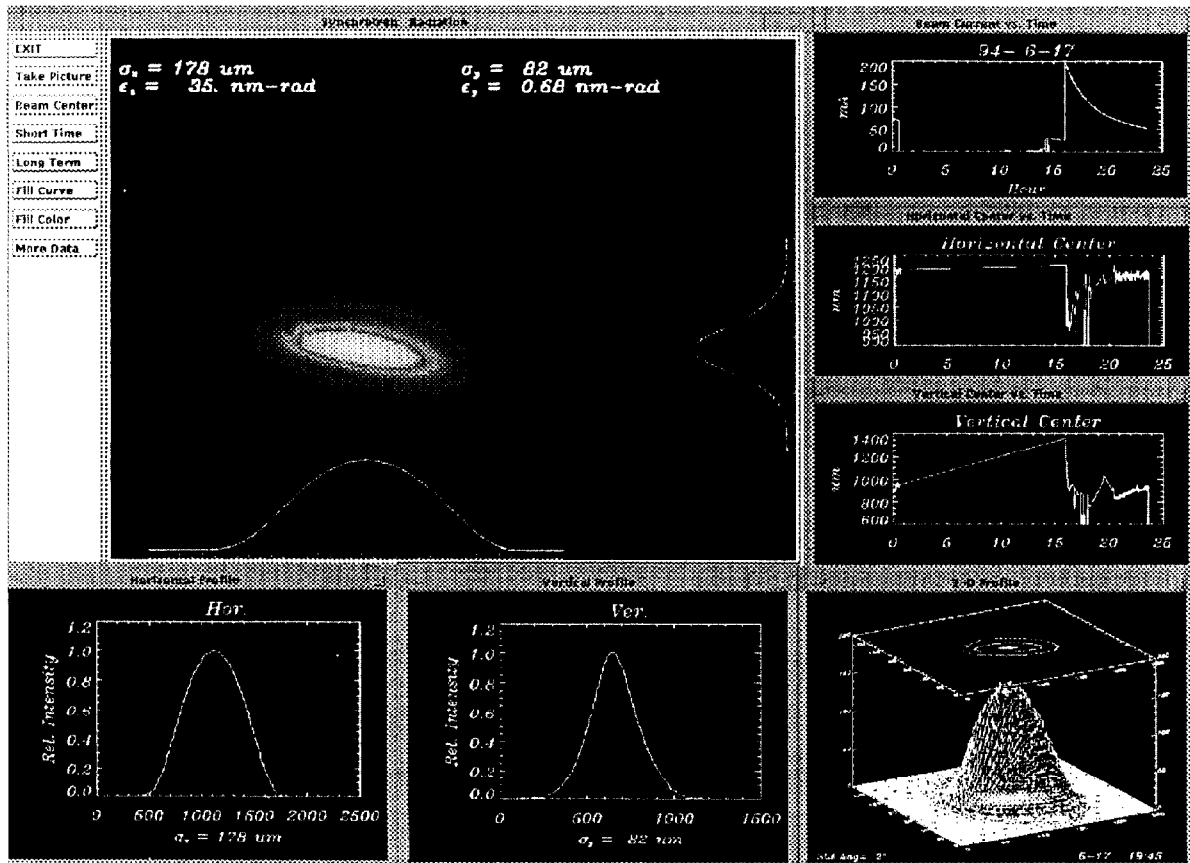 Synchrotron Radiation
EXIT
Take Picture
Beam Center
Short Time
Long Term
Fill Curve
Fill Color
More Data
σx = 178 um σy = 82 um
εx = 35. nm-rad εy = 0.68 nm-rad
Beam Current vs. Time
94- 6-17
200
150
100
50
0
mA
0 5 10 15 20 25
Hour
Horizontal Center vs. Time
Horizontal Center
1250
1200
1150
1100
1050
1000
um
0 5 10 15 20 25
Vertical Center vs. Time
Vertical Center
1400
1200
1000
800
600
um
0 5 10 15 20 25
Horizontal Profile
Hor.
1.2
1.0
0.8
0.6
0.4
0.2
0.0
Rel. Intensity
0 500 1000 1500 2000 2500
σx = 178 um
Vertical Profile
Ver.
1.2
1.0
0.8
0.6
0.4
0.2
0.0
Rel. Intensity
0 500 1000 1500
σy = 82 um
3-D Profile
6-17 19:45